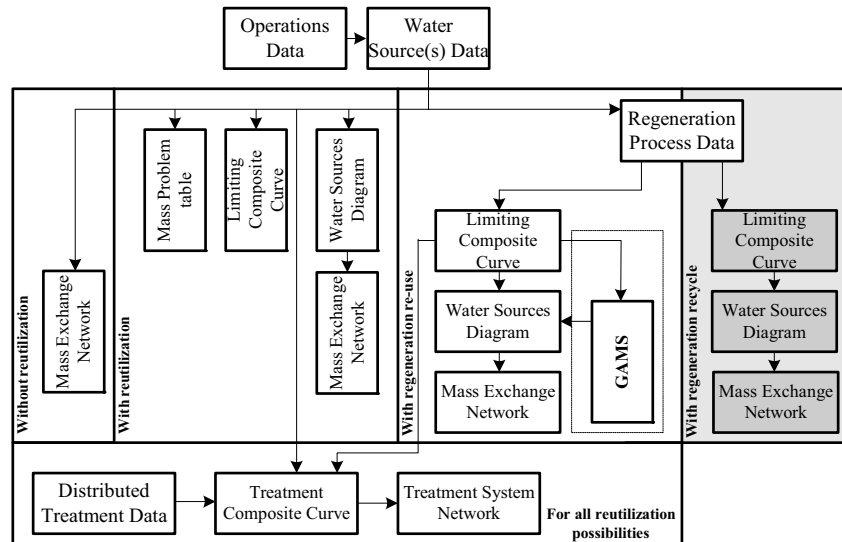 Operations
Data
Water
Source(s) Data
Regeneration
Process Data
Without reutilization
Mass Exchange
Network
With reutilization
Mass Problem
table
Limiting
Composite
Curve
Water Sources
Diagram
Mass Exchange
Network
With regeneration re-use
Limiting
Composite
Curve
Water Sources
Diagram
Mass Exchange
Network
GAMS
With regeneration recycle
Limiting
Composite
Curve
Water Sources
Diagram
Mass Exchange
Network
Distributed
Treatment Data
Treatment
Composite Curve
Treatment System
Network
For all reutilization
possibilities